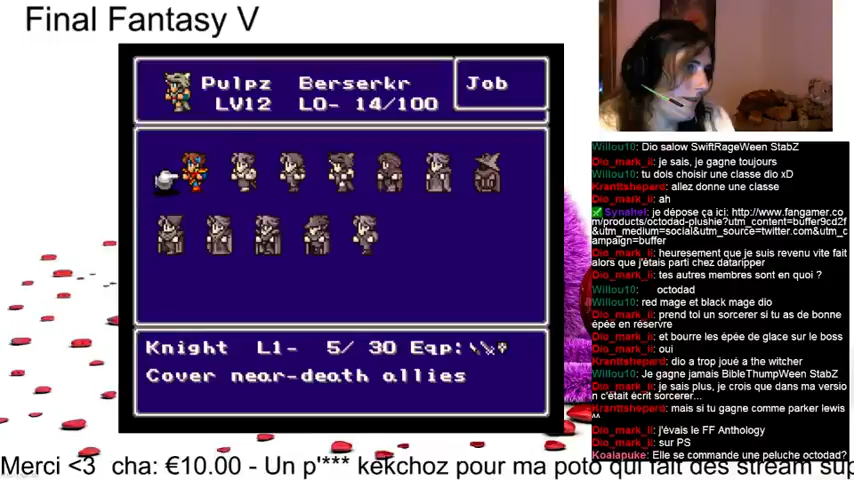 Final Fantasy V
Pulpz Berserkr
LV12 L0- 14/100
Job
Knight L1- 5/ 30 Eqp:
Cover near-death allies
Willou10: Dio salow SwiftRageWeen StabZ
Dio_mark_ii: je sais, je gagne toujours
Willou10: tu dois choisir une classe dio xD
Kranttshepard: allez donne une classe
Dio_mark_ii: ah
Synahel: je dépose ça ici: http://www.fangamer.co
m/products/octodad-plushie?utm_content=buffer9cd2f
&utm_medium=social&utm_source=twitter.com&utm_c
ampaign=buffer
Dio_mark_ii: heuresement que je suis revenu vite fait
alors que j'étais parti chez dataripper
Dio_mark_ii: tes autres membres sont en quoi ?
Willou10: octodad
Willou10: red mage et black mage dio
Dio_mark_ii: prend toi un sorcerer si tu as de bonne
épée en réservre
Dio_mark_ii: et bourre les épée de glace sur le boss
Dio_mark_ii: oui
Kranttshepard: dio a trop joué a the witcher
Willou10: Je gagne jamais BibleThumpWeen StabZ
Dio_mark_ii: je sais plus, je crois que dans ma versio
n c'était écrit sorcerer...
Kranttshepard: mais si tu gagne comme parker lewis
^^
Dio_mark_ii: j'évais le FF Anthology
Dio_mark_ii: sur PS
Koalapuke: Elle se commande une peluche octodad?
Merci <3 cha: €10.00 - Un p'*** kekchoz pour ma poto qui fait des stream sup